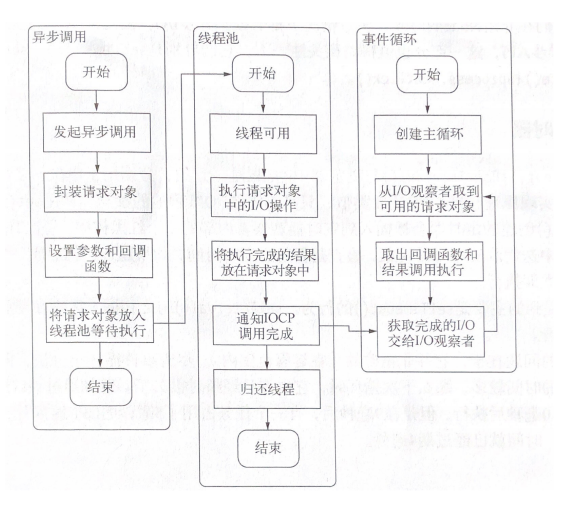 异步调用
开始
发起异步调用
封装请求对象
设置参数和回调
函数
将请求对象放入
线程池等待执行
结束
线程池
开始
线程可用
执行请求对象
中的I/O操作
将执行完成的结果
放在请求对象中
通知IOCP
调用完成
归还线程
结束
事件循环
开始
创建主循环
从I/O观察者取到
可用的请求对象
取出回调函数和
结果调用执行
获取完成的I/O
交给I/O观察者